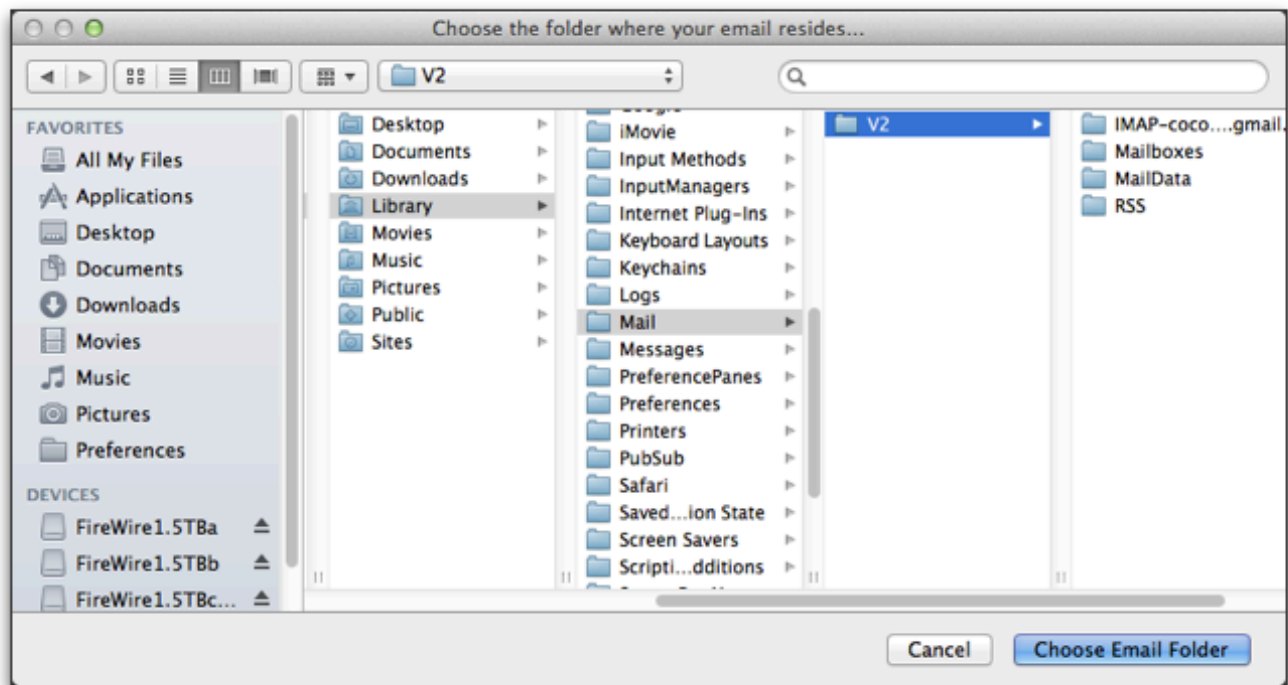 Choose the folder where your email resides...
V2
FAVORITES
All My Files
Applications
Desktop
Documents
Downloads
Movies
Music
Pictures
Preferences
DEVICES
FireWire1.5TBa
FireWire1.5TBb
FireWire1.5TBc...
Desktop
Documents
Downloads
Library
Movies
Music
Pictures
Public
Sites
iMovie
Input Methods
InputManagers
Internet Plug-Ins
Keyboard Layouts
Keychains
Logs
Mail
Messages
PreferencePanes
Preferences
Printers
PubSub
Safari
Saved...ion State
Screen Savers
Scripti...dditions
V2
IMAP-coco....gmail.
Mailboxes
MailData
RSS
Cancel
Choose Email Folder